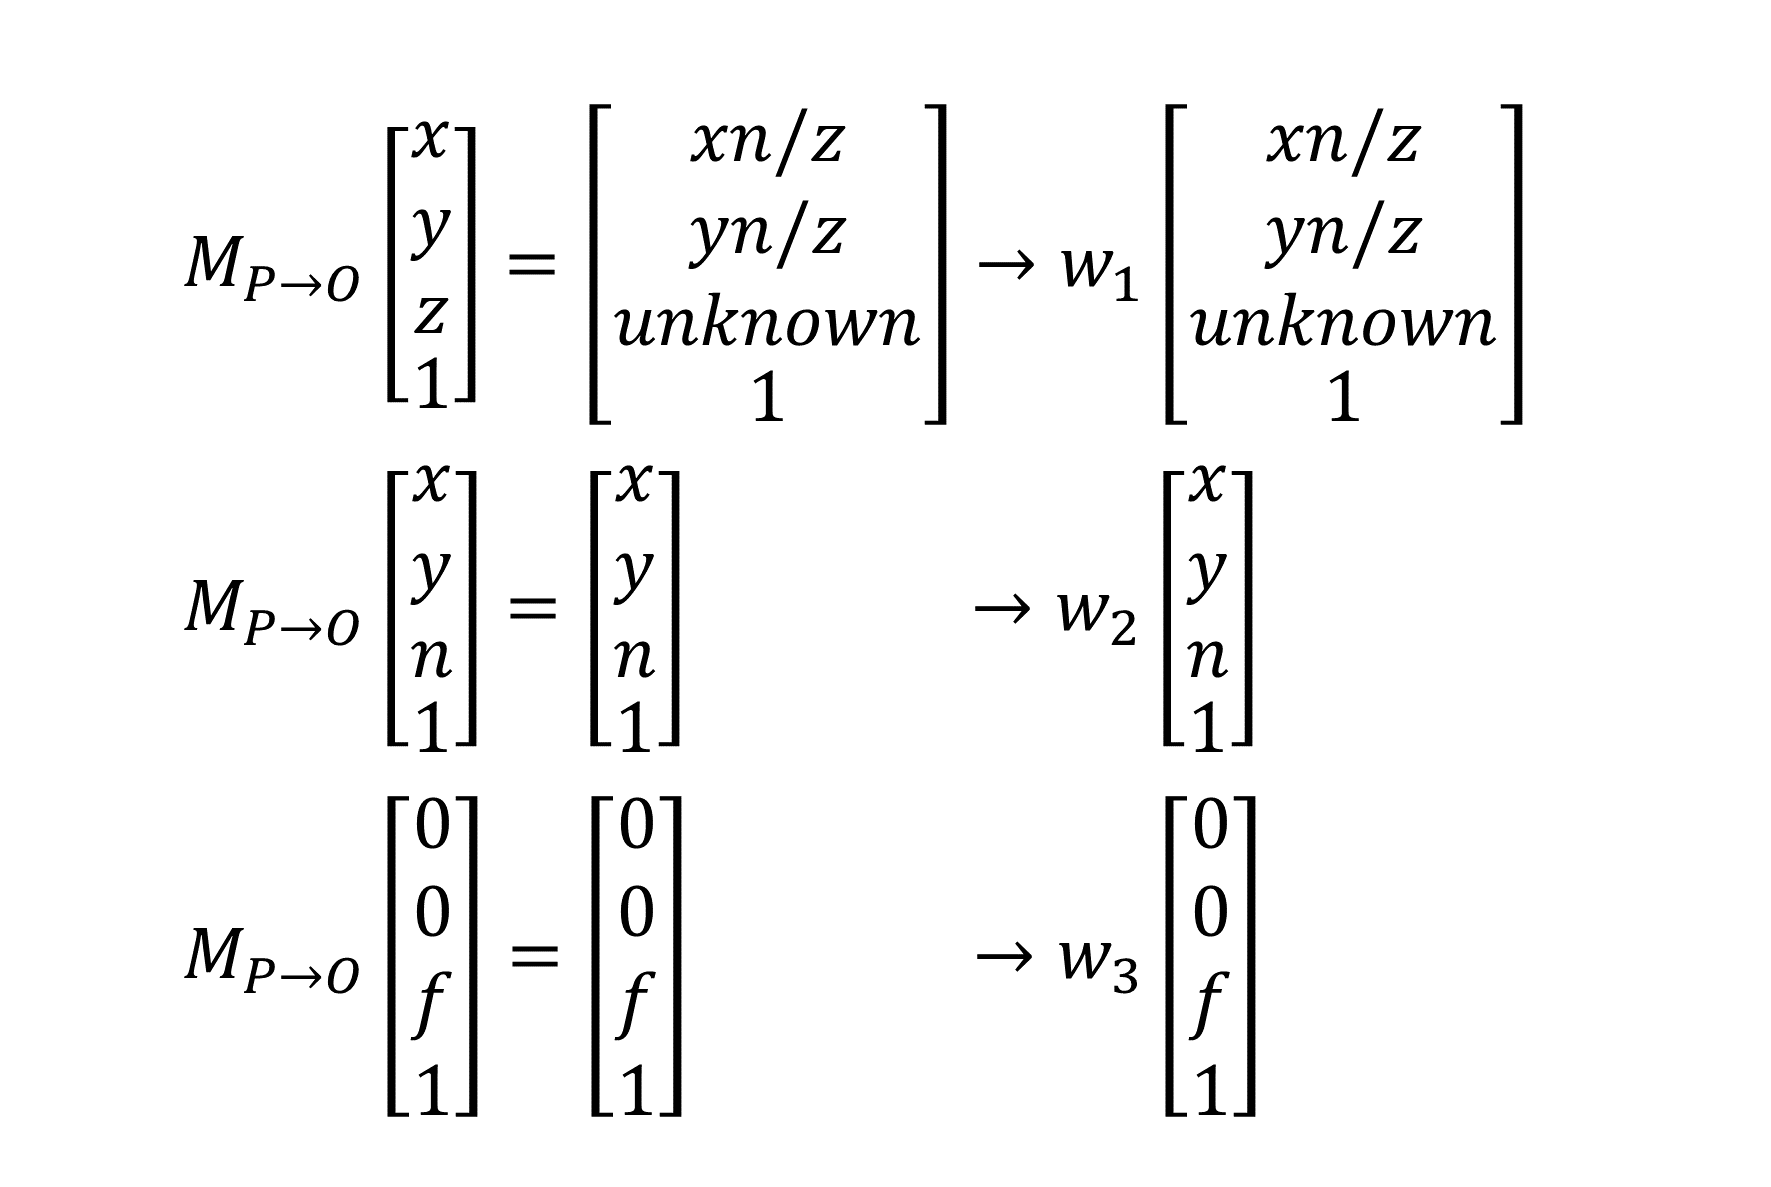 M_{P→O} [x y z 1] = [xn/z yn/z unknown 1] → w_1 [xn/z yn/z unknown 1]
M_{P→O} [x y n 1] = [x y n 1] → w_2 [x y n 1]
M_{P→O} [0 0 f 1] = [0 0 f 1] → w_3 [0 0 f 1]